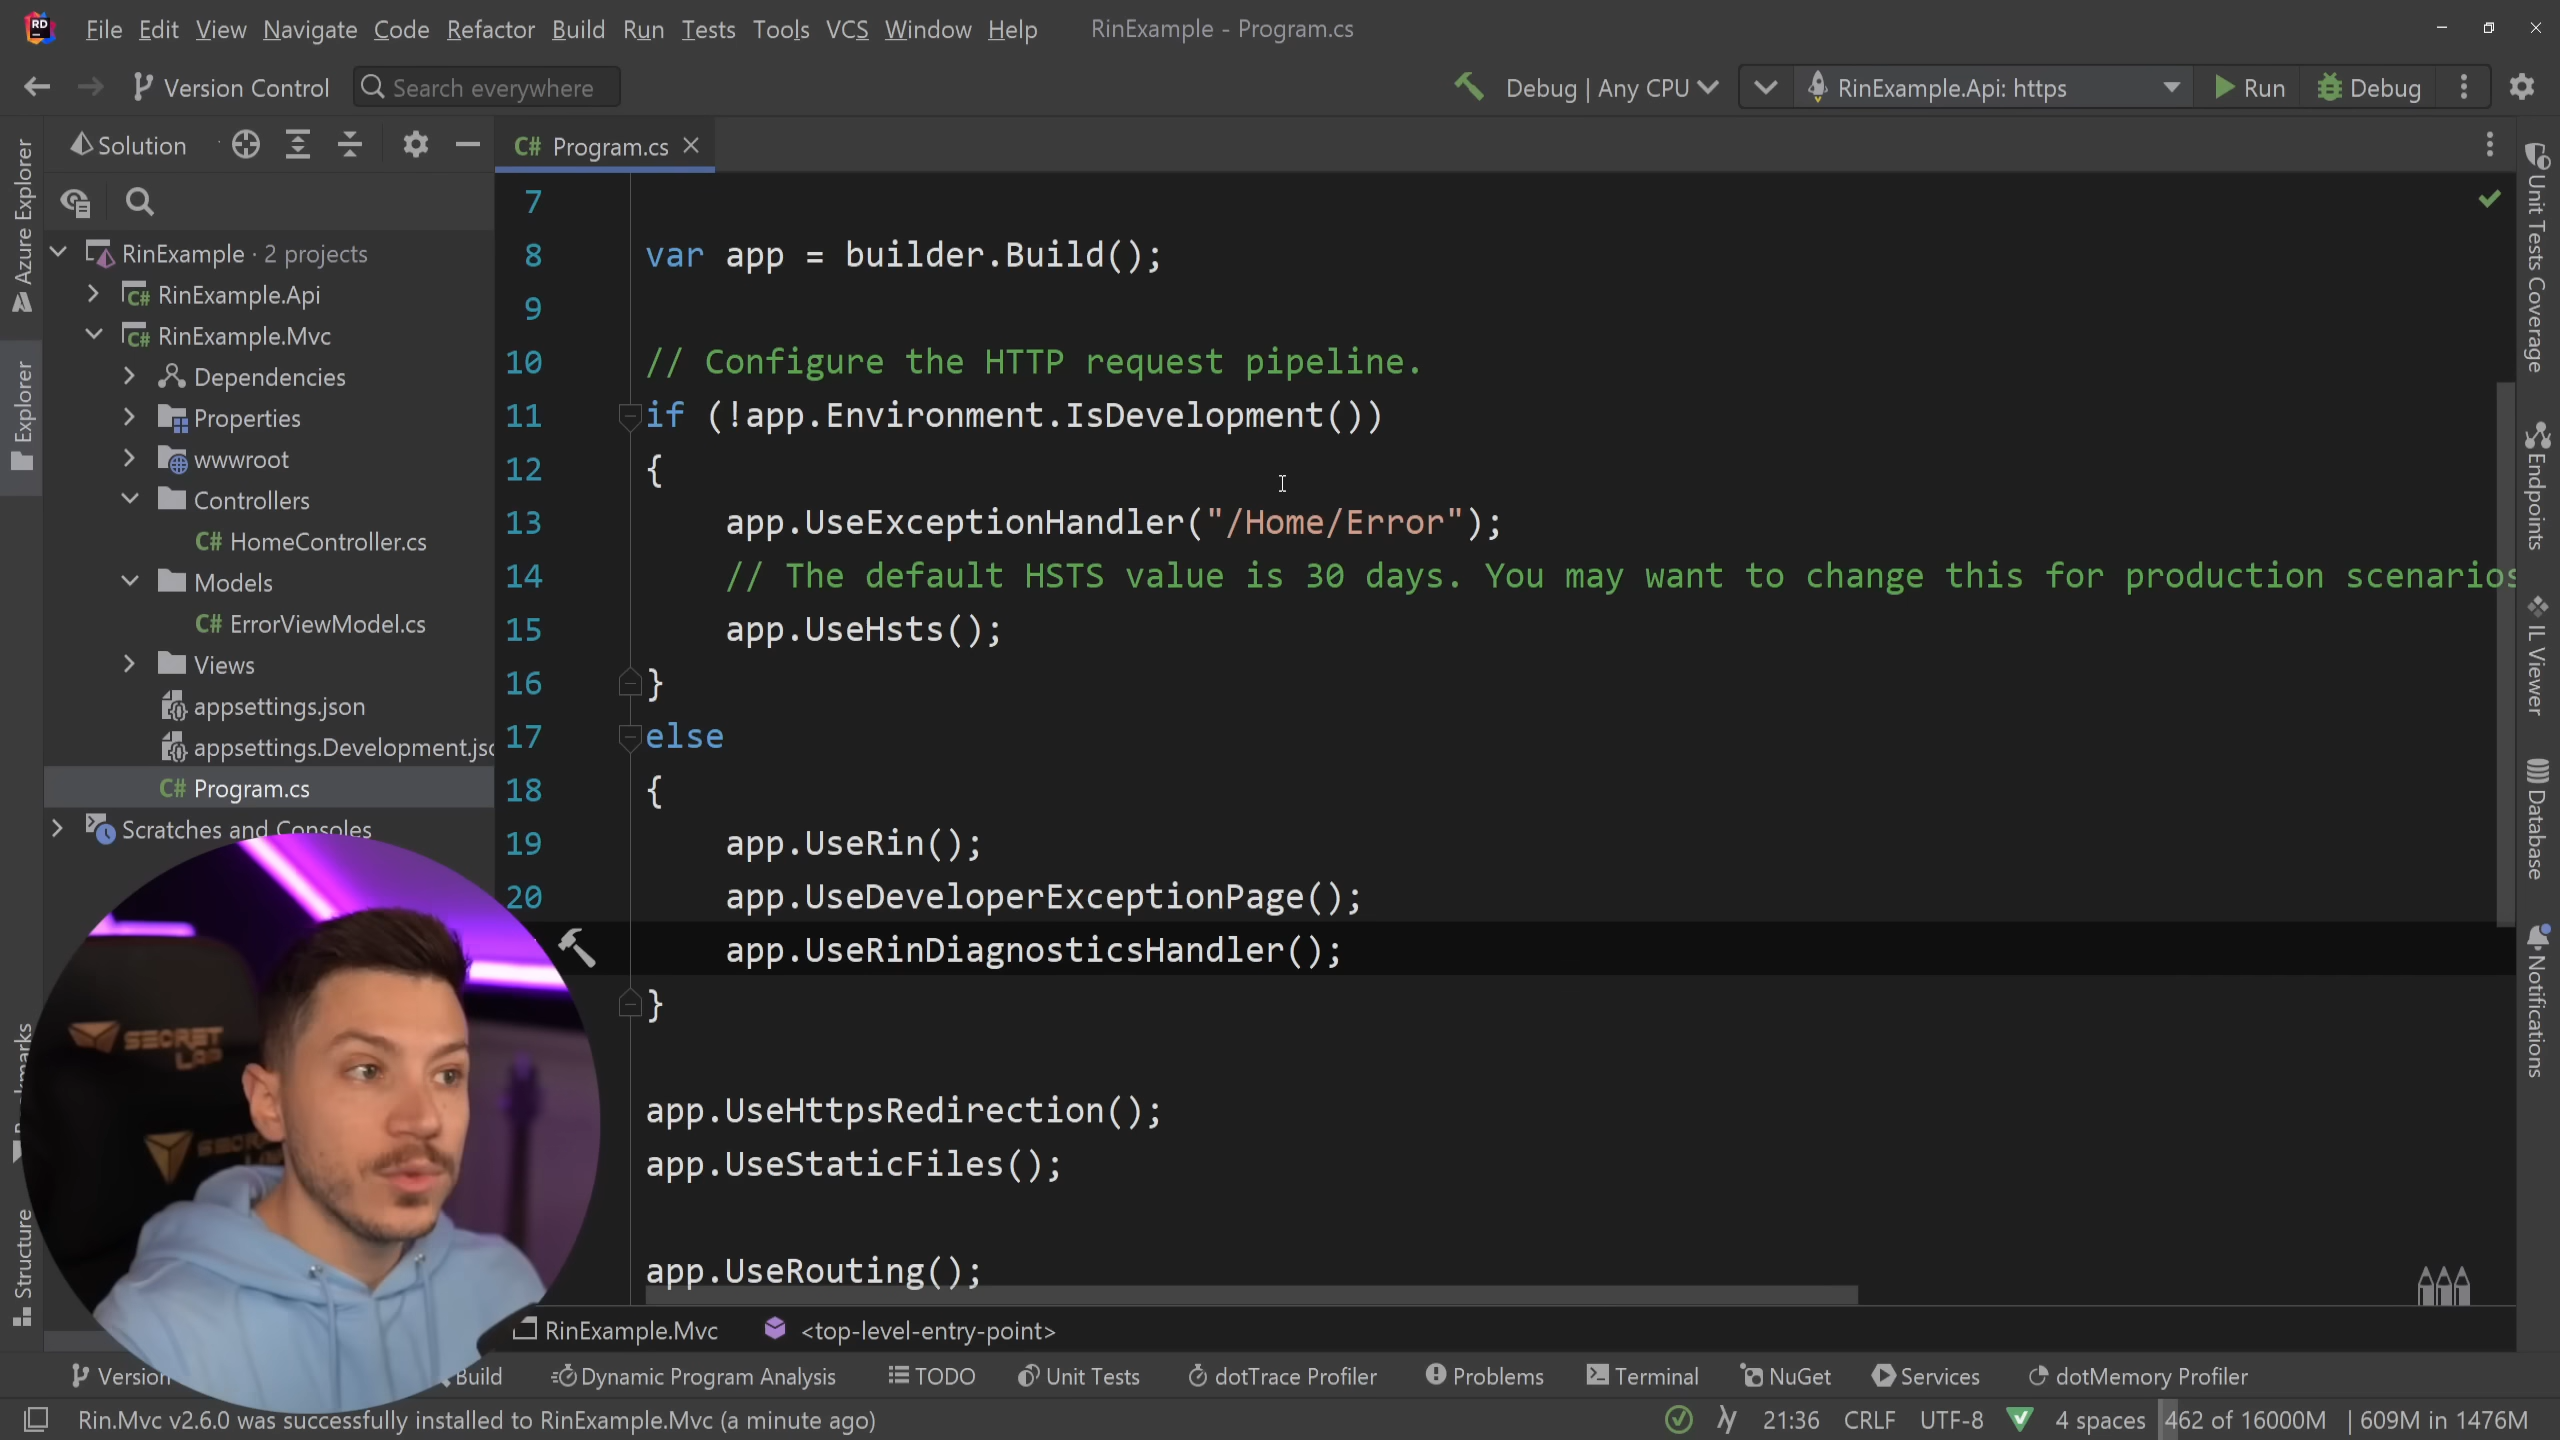 File Edit View Navigate Code Refactor Build Run Tests Tools VCS Window Help RinExample - Program.cs
Version Control Search everywhere Debug | Any CPU RinExample.Api: https Run Debug
Solution
C# Program.cs
Azure Explorer
Explorer
Structure
RinExample · 2 projects
RinExample.Api
RinExample.Mvc
Dependencies
Properties
wwwroot
Controllers
C# HomeController.cs
Models
C# ErrorViewModel.cs
Views
appsettings.json
appsettings.Development.jsc
C# Program.cs
Scratches and Consoles
7
8 var app = builder.Build();
9
10 // Configure the HTTP request pipeline.
11 if (!app.Environment.IsDevelopment())
12 {
13 app.UseExceptionHandler("/Home/Error");
14 // The default HSTS value is 30 days. You may want to change this for production scenarios
15 app.UseHsts();
16 }
17 else
18 {
19 app.UseRin();
20 app.UseDeveloperExceptionPage();
app.UseRinDiagnosticsHandler();
}
app.UseHttpsRedirection();
app.UseStaticFiles();
app.UseRouting();
SECRET
LAB
Unit Tests Coverage
Endpoints
IL Viewer
Database
Notifications
RinExample.Mvc <top-level-entry-point>
Version Build Dynamic Program Analysis TODO Unit Tests dotTrace Profiler Problems Terminal NuGet Services dotMemory Profiler
Rin.Mvc v2.6.0 was successfully installed to RinExample.Mvc (a minute ago) 21:36 CRLF UTF-8 4 spaces 462 of 16000M | 609M in 1476M